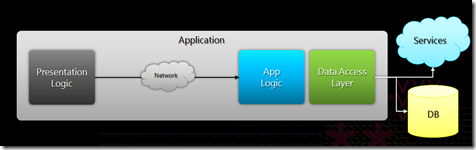 Application
Services
Presentation
Logic
Network
App
Logic
Data Access
Layer
DB